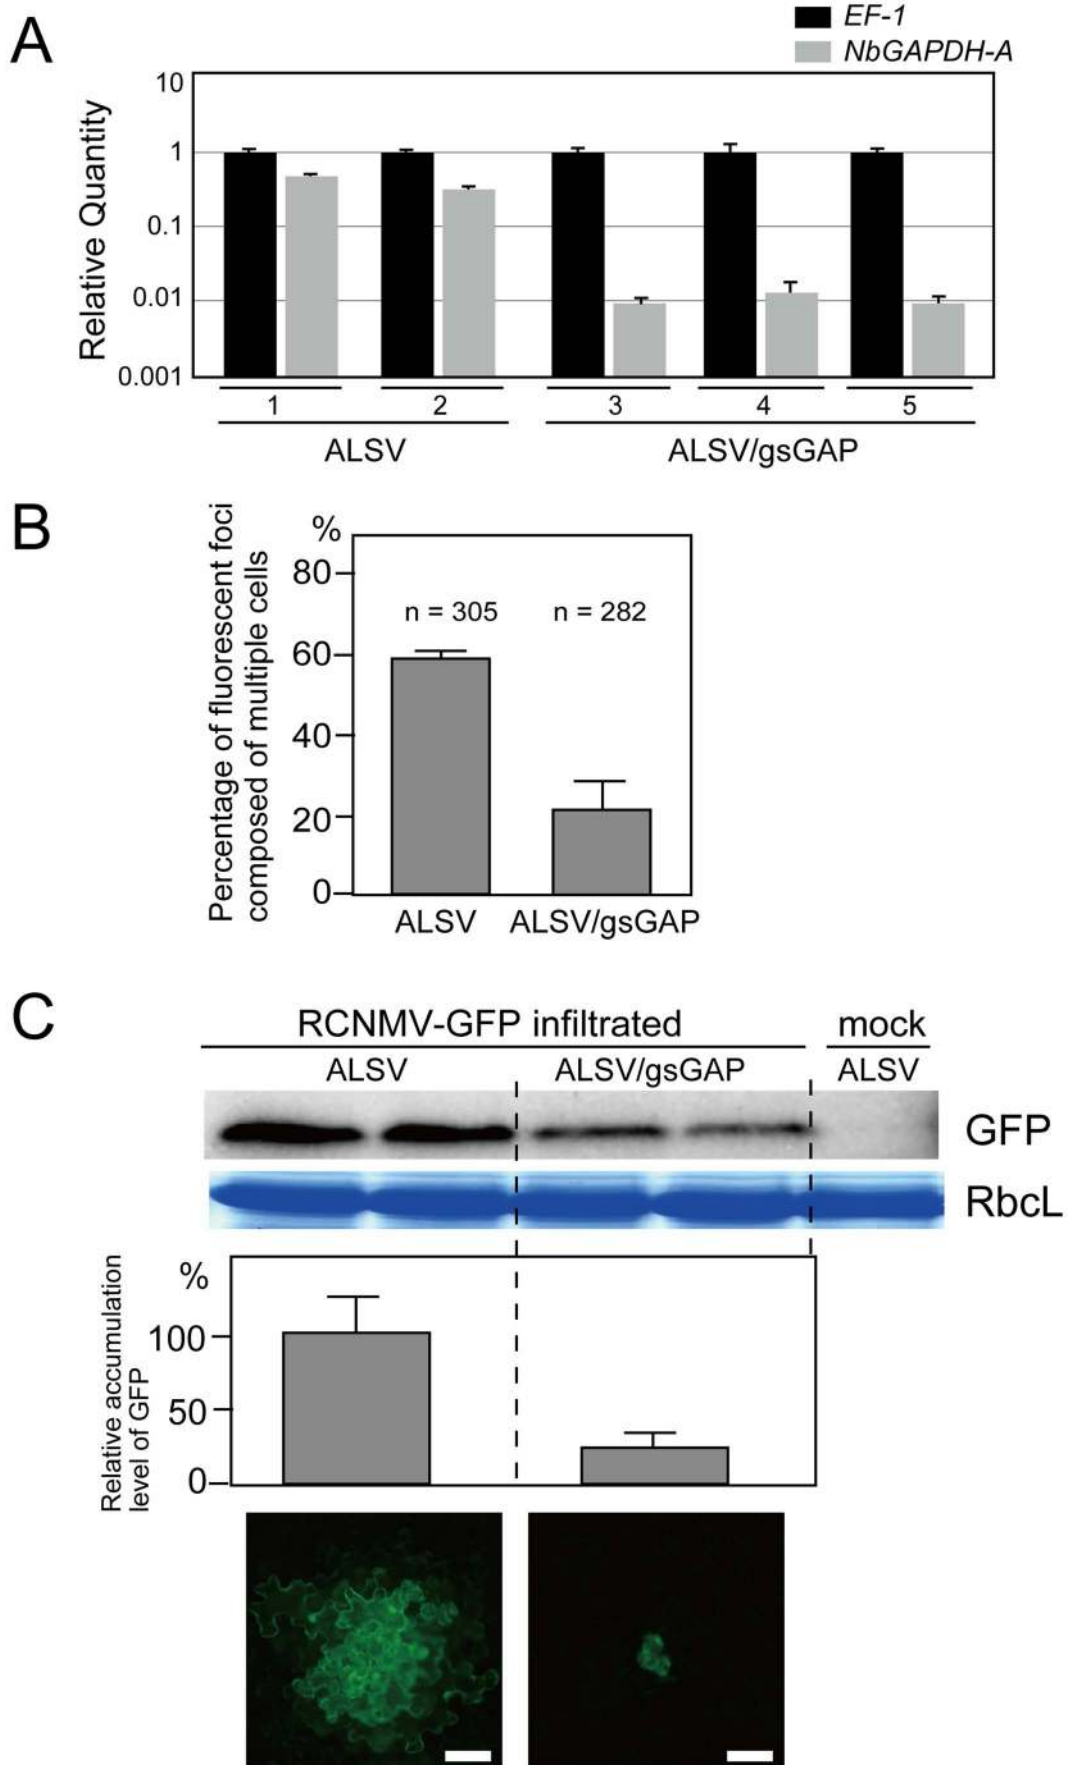 A
EF-1
NbGAPDH-A
Relative Quantity
10
1
0.1
0.01
0.001
1 2 3 4 5
ALSV ALSV/gsGAP
B
Percentage of fluorescent foci
composed of multiple cells
%
80
60
40
20
0
n = 305 n = 282
ALSV ALSV/gsGAP
C
RCNMV-GFP infiltrated mock
ALSV ALSV/gsGAP ALSV
GFP
RbcL
Relative accumulation
level of GFP
%
100
50
0